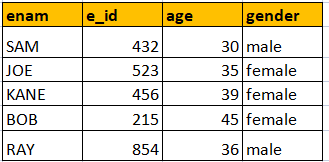 enam e_id age gender
SAM 432 30 male
JOE 523 35 female
KANE 456 39 female
BOB 215 45 female
RAY 854 36 male